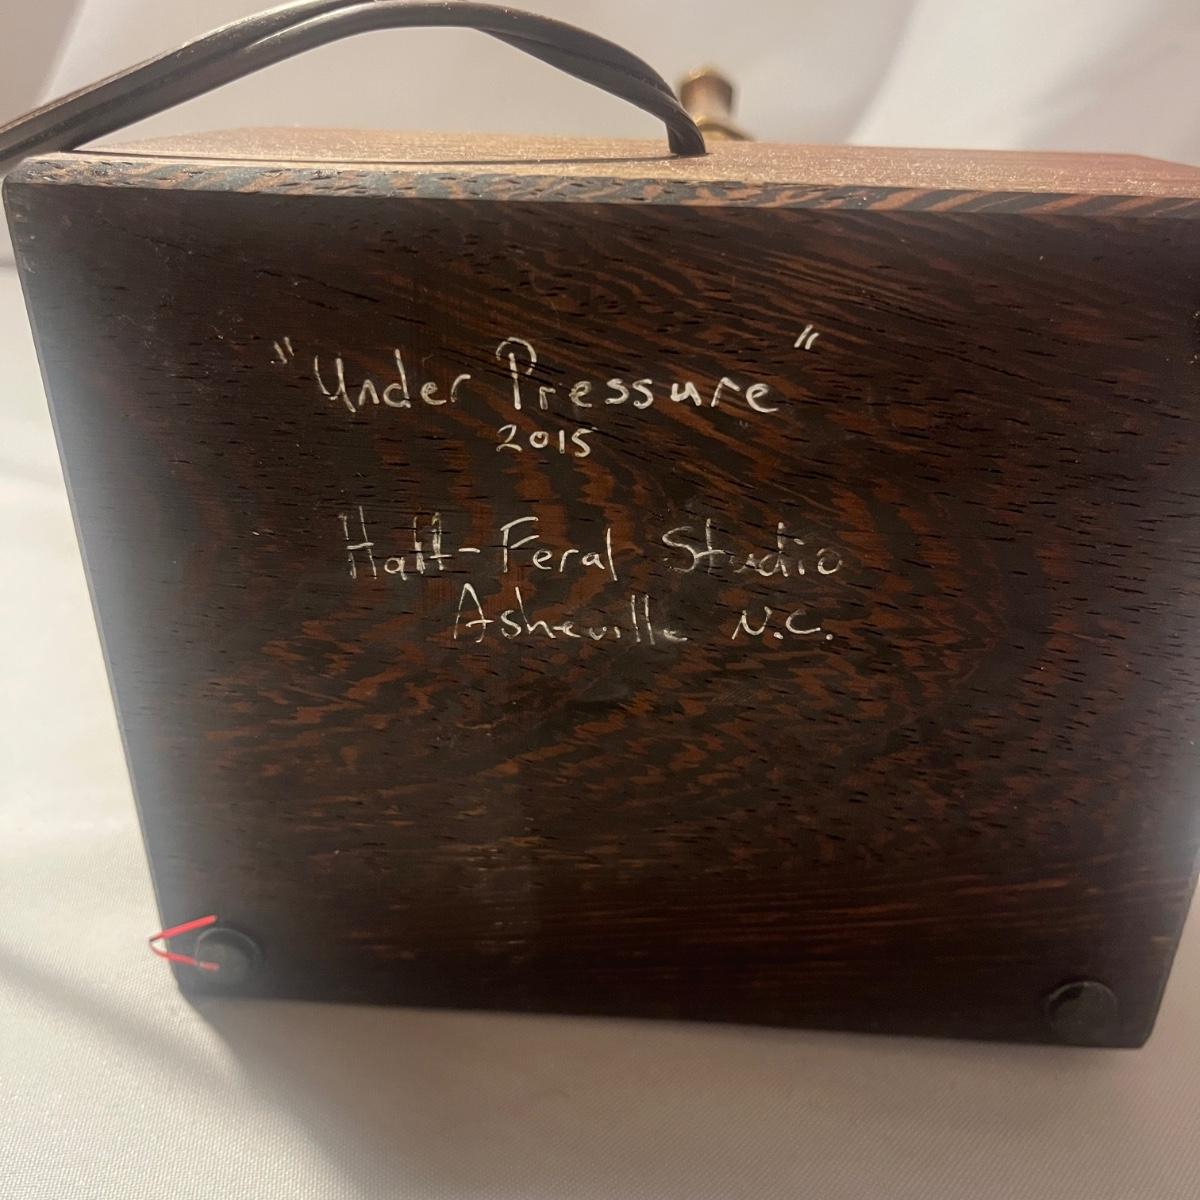 "Under Pressure"
2015
Half-Feral Studio
Asheville N.C.